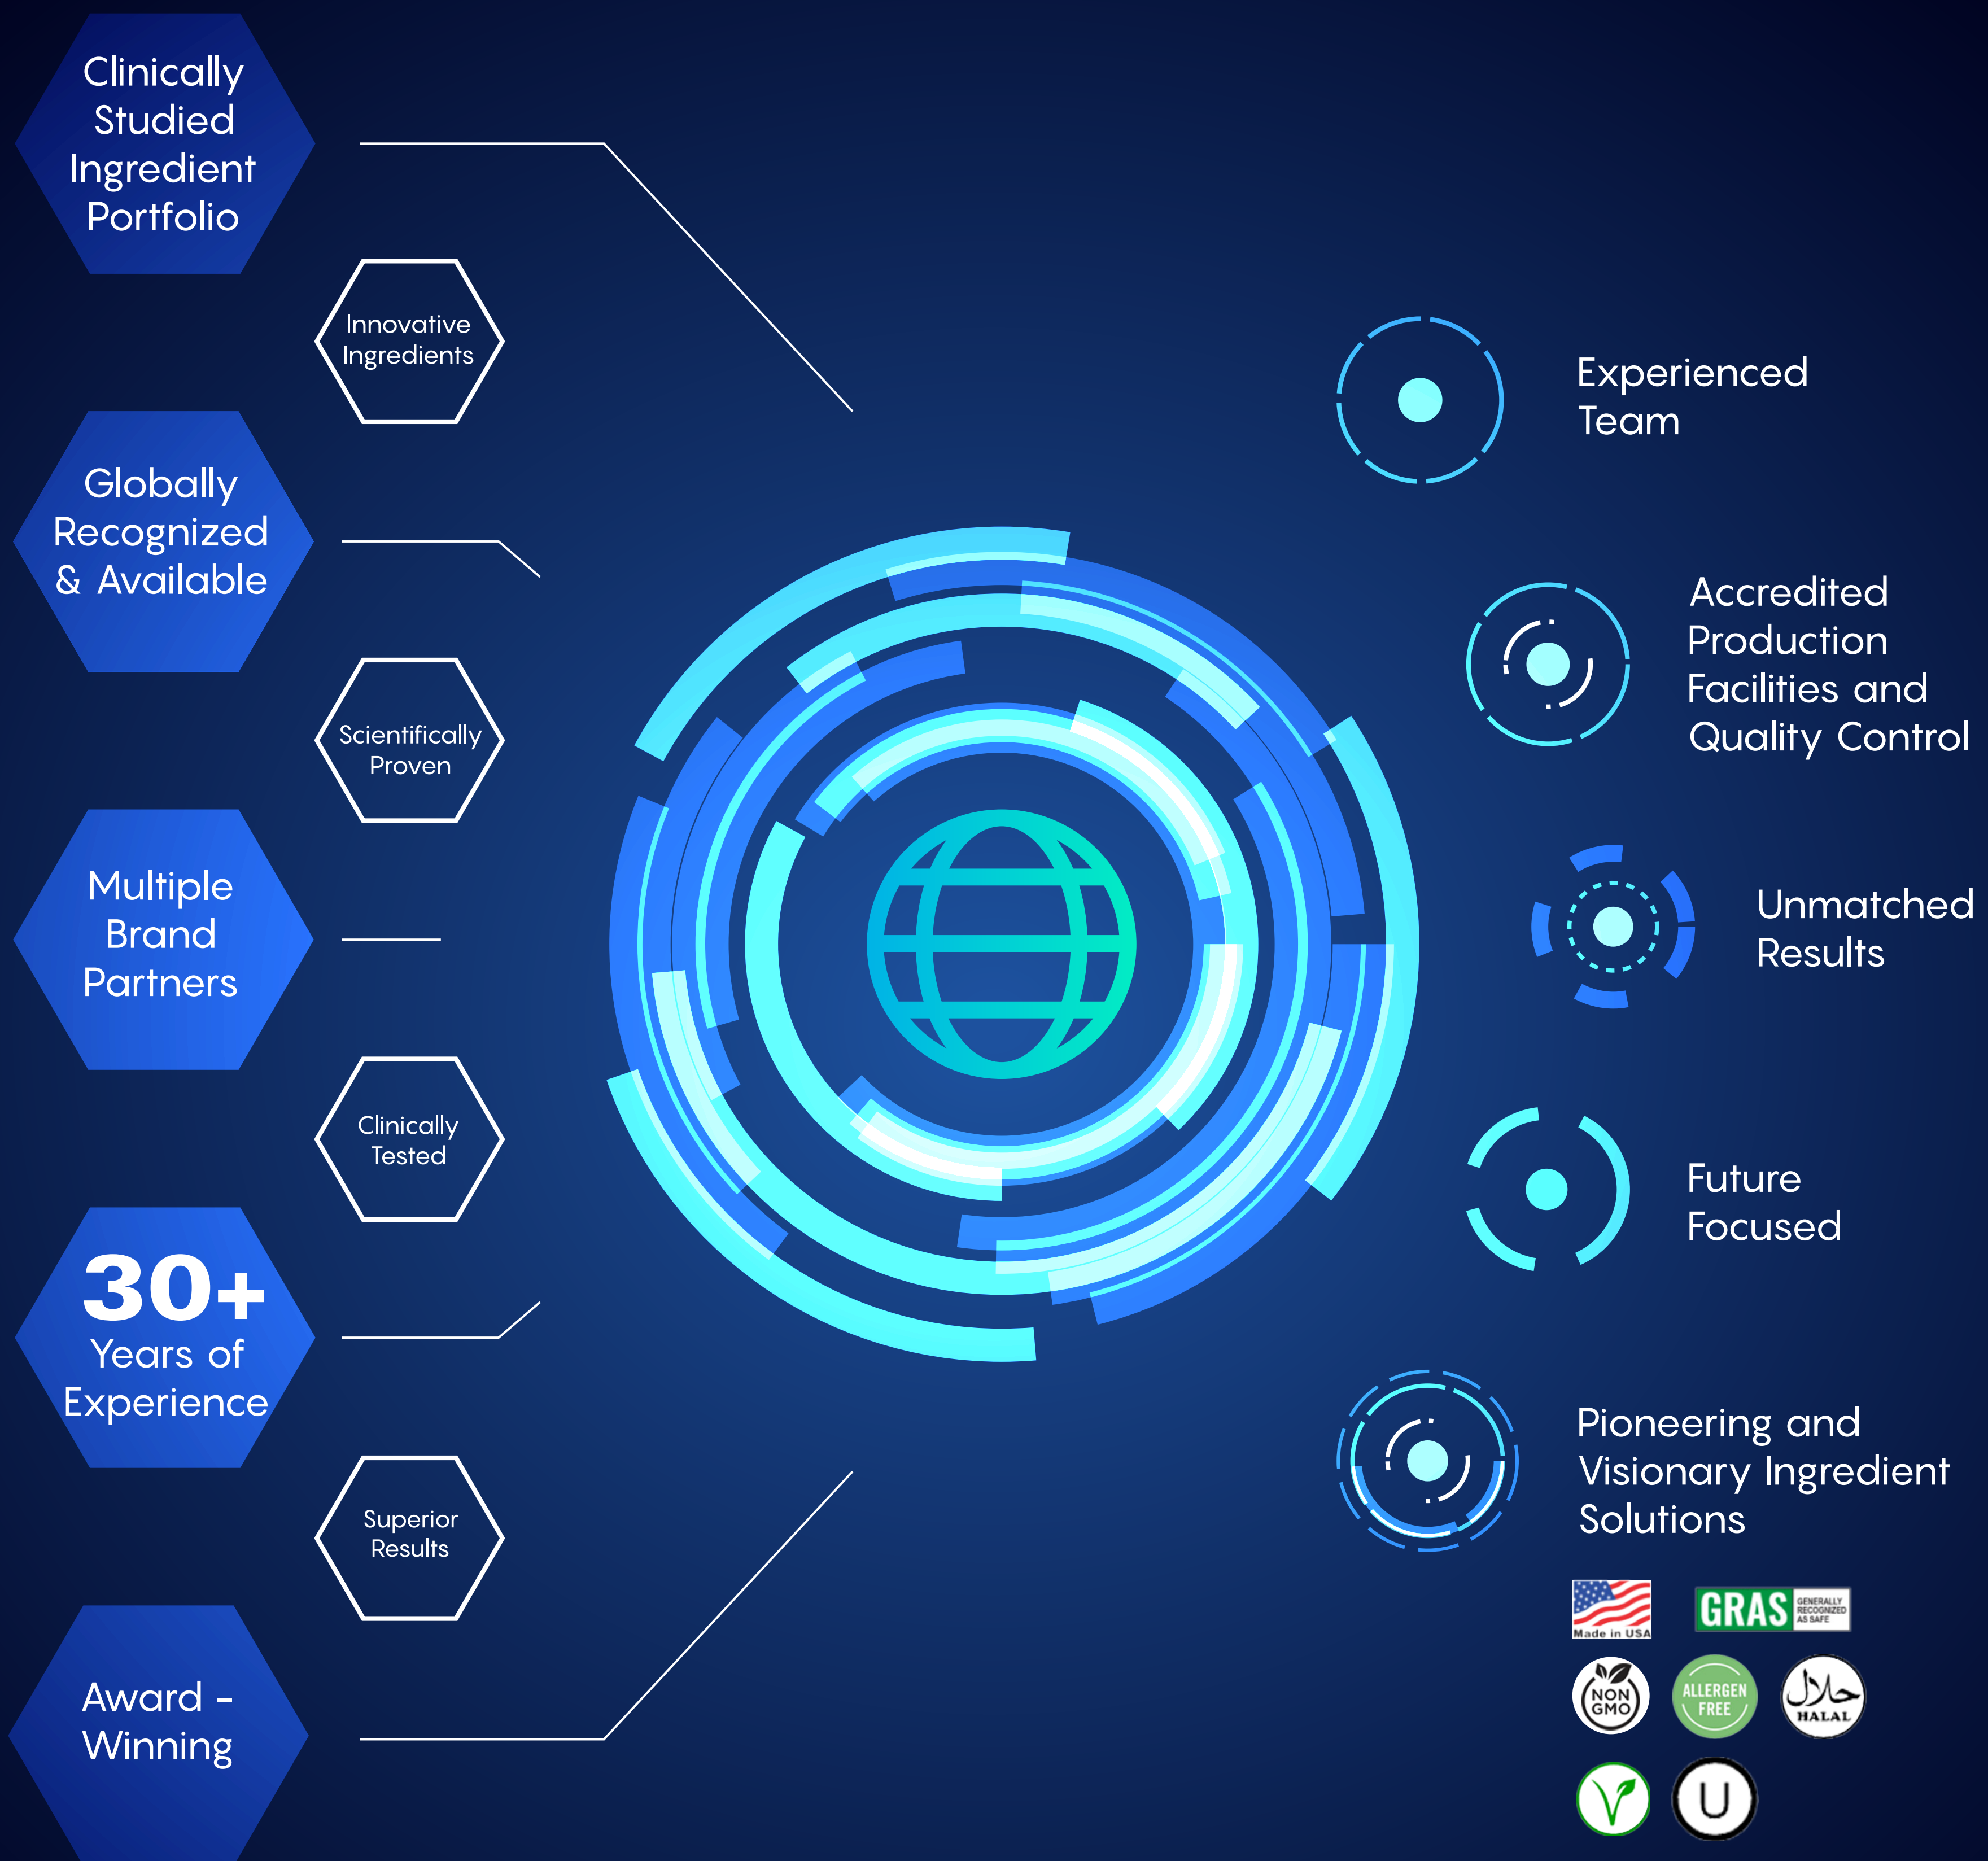 Clinically
Studied
Ingredient
Portfolio
Innovative
Ingredients
Globally
Recognized
& Available
Scientifically
Proven
Multiple
Brand
Partners
Clinically
Tested
30+
Years of
Experience
Superior
Results
Award -
Winning
Experienced
Team
Accredited
Production
Facilities and
Quality Control
Unmatched
Results
Future
Focused
Pioneering and
Visionary Ingredient
Solutions
Made in USA
GRAS
GENERALLY
RECOGNIZED
AS SAFE
NON
GMO
ALLERGEN
FREE
حلال
HALAL
V
U